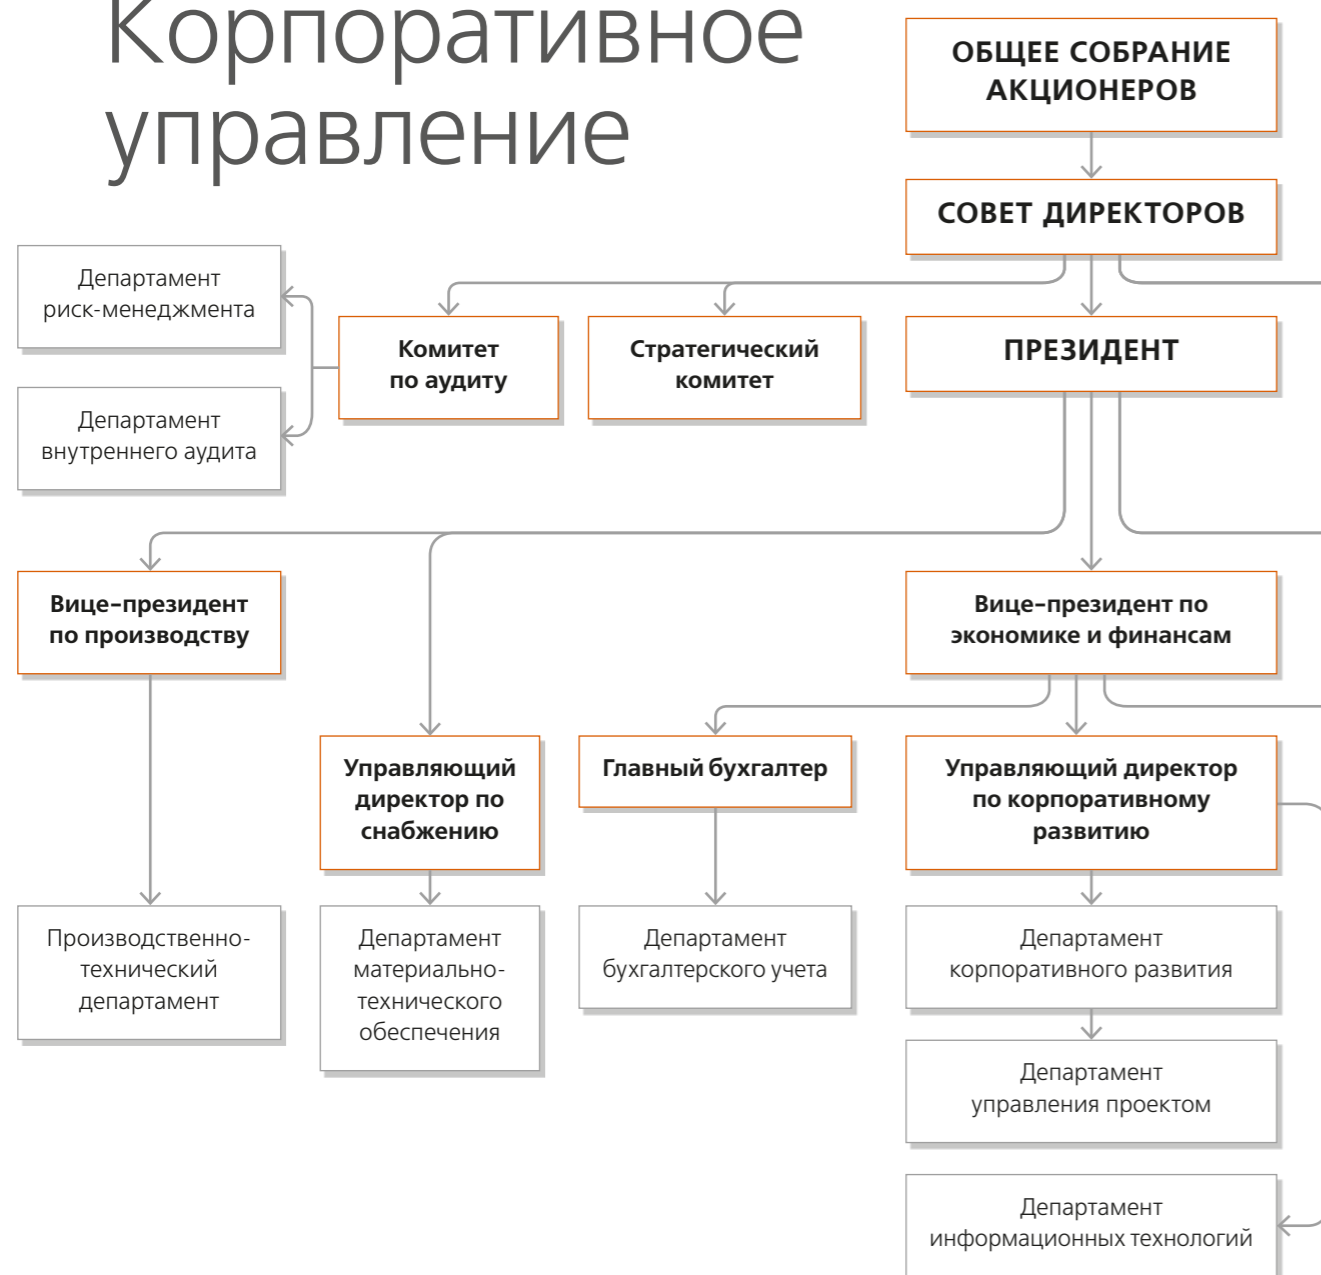 Корпоративное
управление
ОБЩЕЕ СОБРАНИЕ
АКЦИОНЕРОВ
СОВЕТ ДИРЕКТОРОВ
Департамент
риск-менеджмента
Департамент
внутреннего аудита
Комитет
по аудиту
Стратегический
комитет
ПРЕЗИДЕНТ
Вице-президент
по производству
Вице-президент по
экономике и финансам
Управляющий
директор по
снабжению
Главный бухгалтер
Управляющий директор
по корпоративному
развитию
Производственно-
технический
департамент
Департамент
материально-
технического
обеспечения
Департамент
бухгалтерского учета
Департамент
корпоративного развития
Департамент
управления проектом
Департамент
информационных технологий